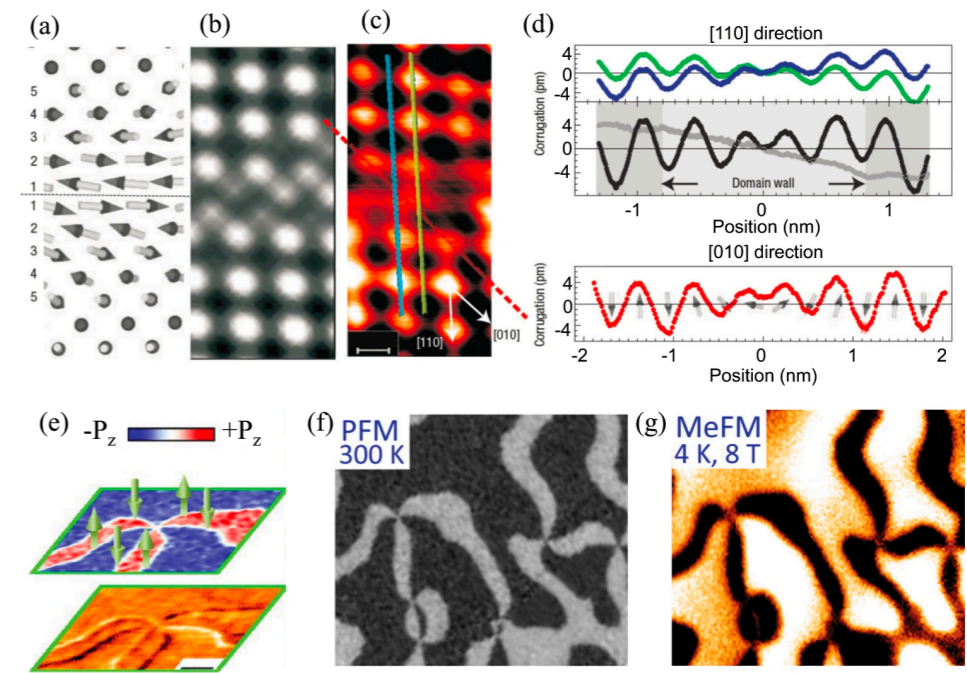 (a)
5
4
3
2
1
1
2
3
4
5
(b)
(c)
[110]
[010]
(d)
[110] direction
Corrugation (pm)
4
0
-4
Corrugation (pm)
4
0
-4
Domain wall
-1
0
1
Position (nm)
[010] direction
Corrugation (pm)
4
0
-4
-2
-1
0
1
2
Position (nm)
(e)
-Pz
+Pz
(f)
PFM
300 K
(g)
MeFM
4 K, 8 T